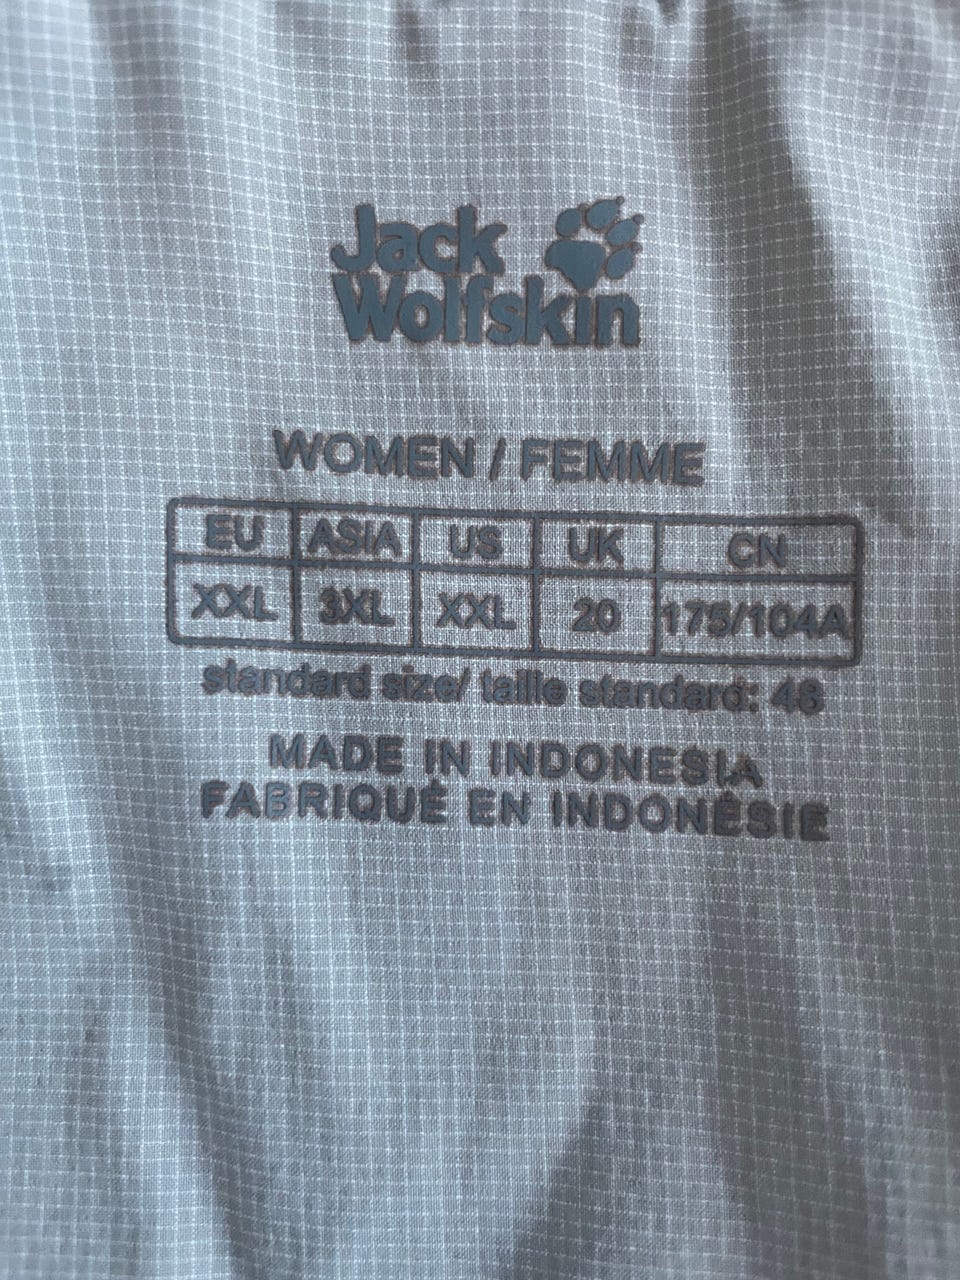 Jack
Wolfskin
WOMEN / FEMME
EU ASIA US UK CN
XXL 3XL XXL 20 175/104A
standard size/ taille standard: 48
MADE IN INDONESIA
FABRIQUÉ EN INDONÉSIE